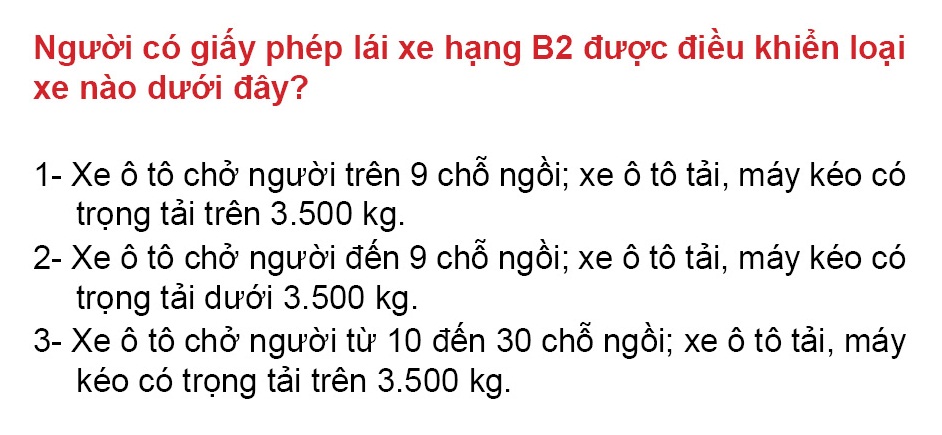 Người có giấy phép lái xe hạng B2 được điều khiển loại
xe nào dưới đây?
1- Xe ô tô chở người trên 9 chỗ ngồi; xe ô tô tải, máy kéo có
trọng tải trên 3.500 kg.
2- Xe ô tô chở người đến 9 chỗ ngồi; xe ô tô tải, máy kéo có
trọng tải dưới 3.500 kg.
3- Xe ô tô chở người từ 10 đến 30 chỗ ngồi; xe ô tô tải, máy
kéo có trọng tải trên 3.500 kg.